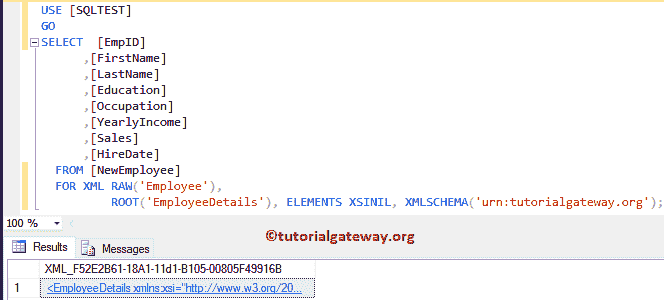 USE [SQLTEST]
GO
SELECT [EmpID]
,[FirstName]
,[LastName]
,[Education]
,[Occupation]
,[YearlyIncome]
,[Sales]
,[HireDate]
FROM [NewEmployee]
FOR XML RAW('Employee'),
ROOT('EmployeeDetails'), ELEMENTS XSINIL, XMLSCHEMA('urn:tutorialgateway.org');
100 %
©tutorialgateway.org
Results Messages
XML_F52E2B61-18A1-11d1-B105-00805F49916B
1 <EmployeeDetails xmlns:xsi="http://www.w3.org/20...